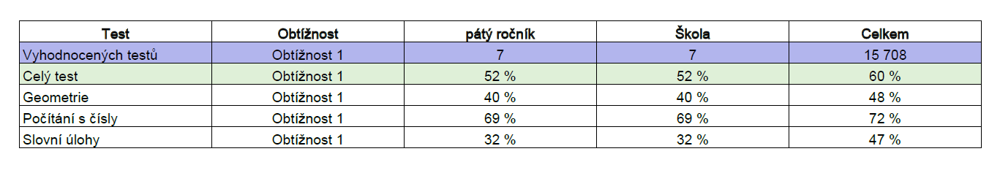 Test Obtížnost pátý ročník Škola Celkem
Vyhodnocených testů Obtížnost 1 7 7 15 708
Celý test Obtížnost 1 52 % 52 % 60 %
Geometrie Obtížnost 1 40 % 40 % 48 %
Počítání s čísly Obtížnost 1 69 % 69 % 72 %
Slovní úlohy Obtížnost 1 32 % 32 % 47 %